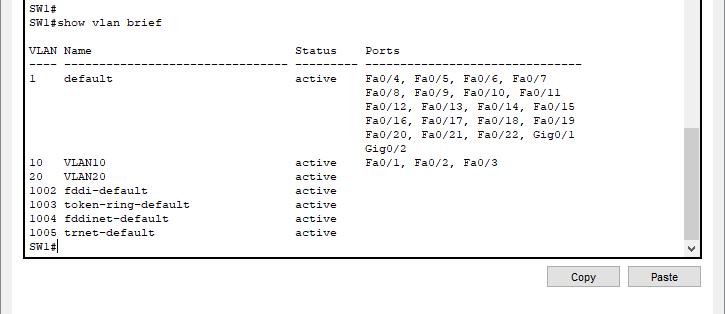 SW1#
SW1#show vlan brief
VLAN Name                             Status    Ports
---- -------------------------------- --------- -------------------------------
1    default                          active    Fa0/4, Fa0/5, Fa0/6, Fa0/7
                                                Fa0/8, Fa0/9, Fa0/10, Fa0/11
                                                Fa0/12, Fa0/13, Fa0/14, Fa0/15
                                                Fa0/16, Fa0/17, Fa0/18, Fa0/19
                                                Fa0/20, Fa0/21, Fa0/22, Gig0/1
                                                Gig0/2
10   VLAN10                           active    Fa0/1, Fa0/2, Fa0/3
20   VLAN20                           active
1002 fddi-default                     active
1003 token-ring-default               active
1004 fddinet-default                  active
1005 trnet-default                    active
SW1#
Copy Paste